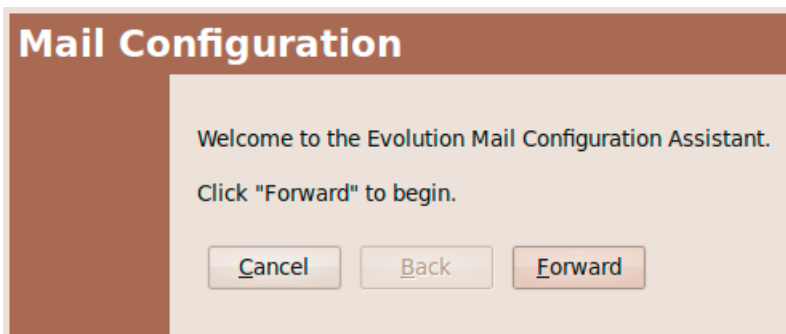 Mail Configuration
Welcome to the Evolution Mail Configuration Assistant.
Click "Forward" to begin.
Cancel Back Forward